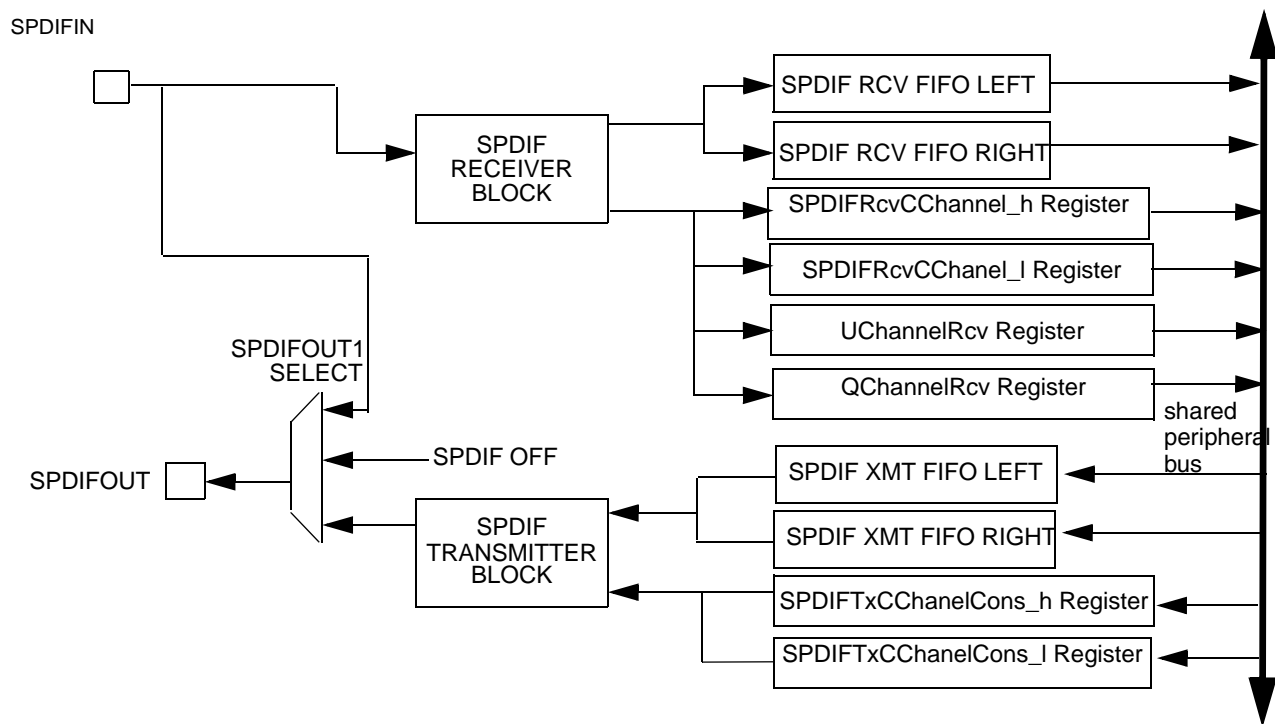 SPDIFIN
SPDIF RCV FIFO LEFT
SPDIF
RECEIVER
BLOCK
SPDIF RCV FIFO RIGHT
SPDIFRcvCChannel_h Register
SPDIFRcvCChanel_l Register
UChannelRcv Register
QChannelRcv Register
SPDIFOUT1
SELECT
shared
peripheral
bus
SPDIF OFF
SPDIFOUT
SPDIF XMT FIFO LEFT
SPDIF XMT FIFO RIGHT
SPDIF
TRANSMITTER
BLOCK
SPDIFTxCChanelCons_h Register
SPDIFTxCChanelCons_l Register